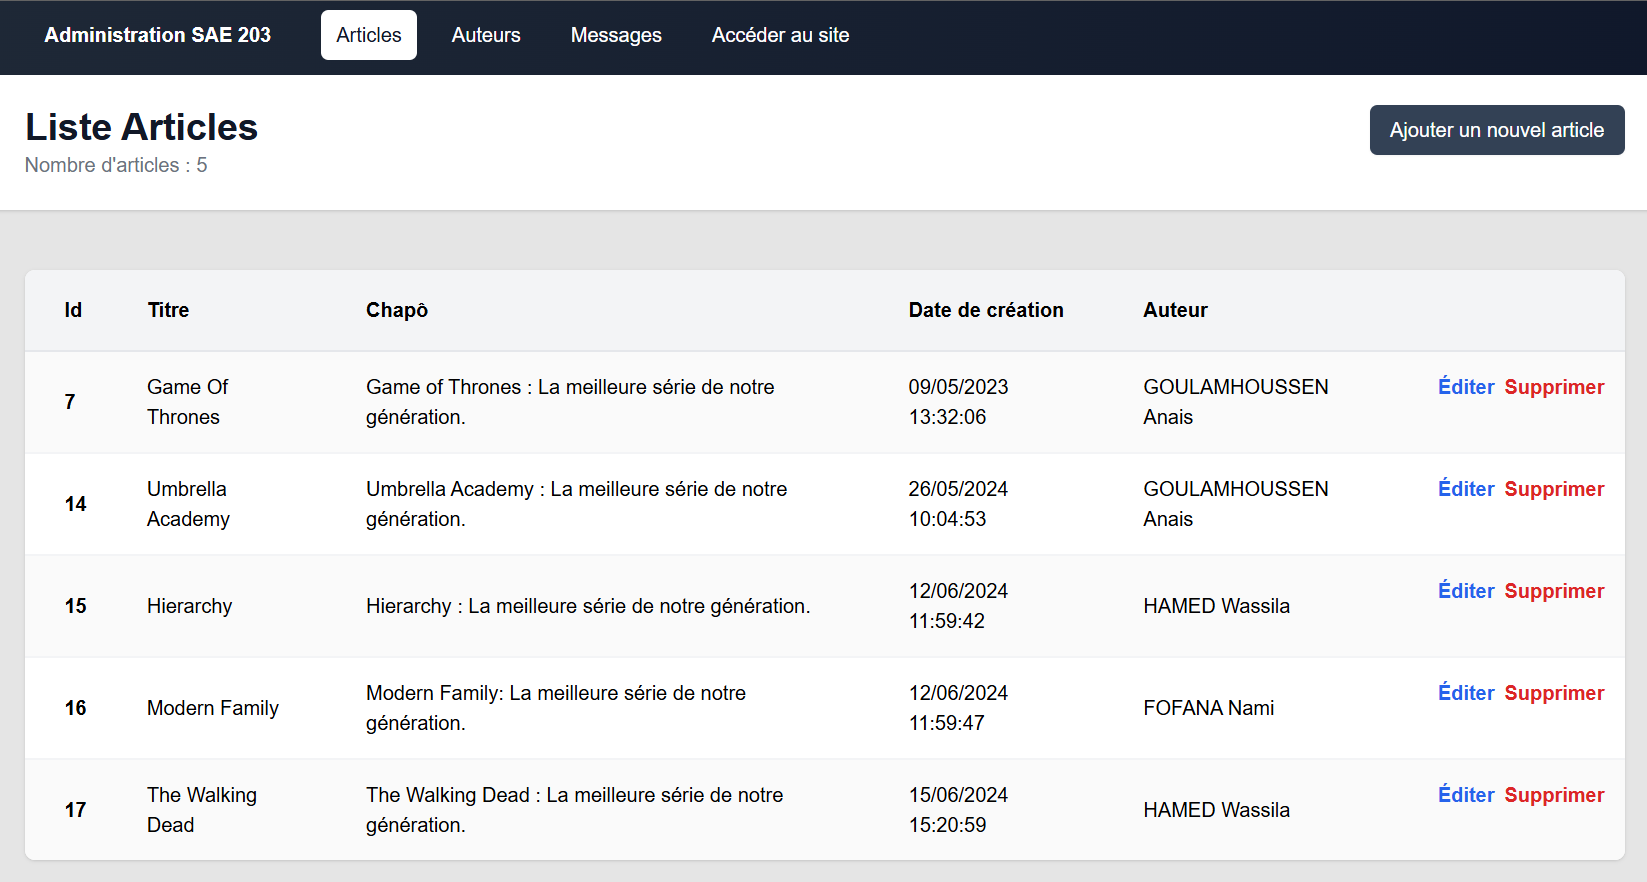 Administration SAE 203 Articles Auteurs Messages Accéder au site
Liste Articles
Ajouter un nouvel article
Nombre d'articles : 5
Id Titre Chapô Date de création Auteur
7 Game Of Thrones Game of Thrones : La meilleure série de notre génération. 09/05/2023 13:32:06 GOULAMHOUSSEN Anais Éditer Supprimer
14 Umbrella Academy Umbrella Academy : La meilleure série de notre génération. 26/05/2024 10:04:53 GOULAMHOUSSEN Anais Éditer Supprimer
15 Hierarchy Hierarchy : La meilleure série de notre génération. 12/06/2024 11:59:42 HAMED Wassila Éditer Supprimer
16 Modern Family Modern Family: La meilleure série de notre génération. 12/06/2024 11:59:47 FOFANA Nami Éditer Supprimer
17 The Walking Dead The Walking Dead : La meilleure série de notre génération. 15/06/2024 15:20:59 HAMED Wassila Éditer Supprimer